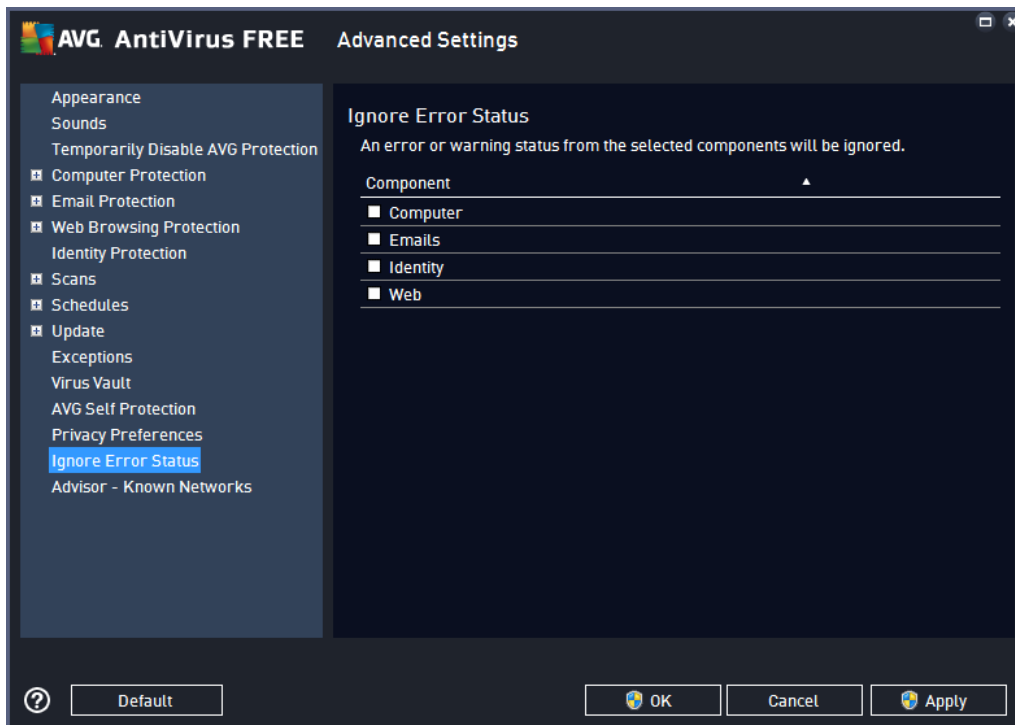 AVG AntiVirus FREE Advanced Settings
Appearance
Sounds
Temporarily Disable AVG Protection
Computer Protection
Email Protection
Web Browsing Protection
Identity Protection
Scans
Schedules
Update
Exceptions
Virus Vault
AVG Self Protection
Privacy Preferences
Ignore Error Status
Advisor - Known Networks
Ignore Error Status
An error or warning status from the selected components will be ignored.
Component
Computer
Emails
Identity
Web
? Default OK Cancel Apply